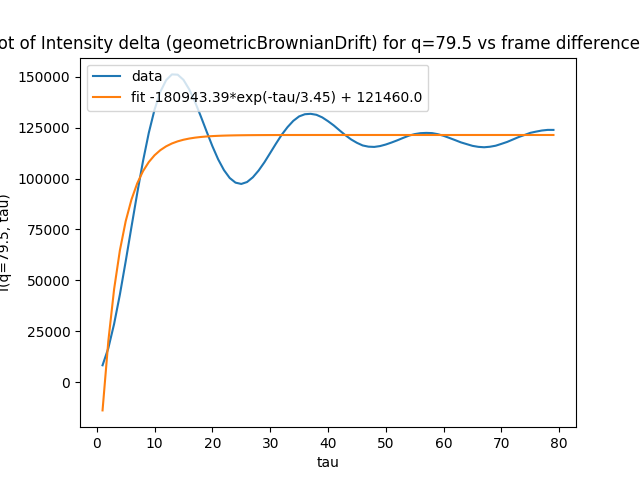 ot of Intensity delta (geometricBrownianDrift) for q=79.5 vs frame difference
data
fit -180943.39*exp(-tau/3.45) + 121460.0
150000
125000
100000
75000
50000
25000
0
(q=79.5, tau)
0 10 20 30 40 50 60 70 80
tau